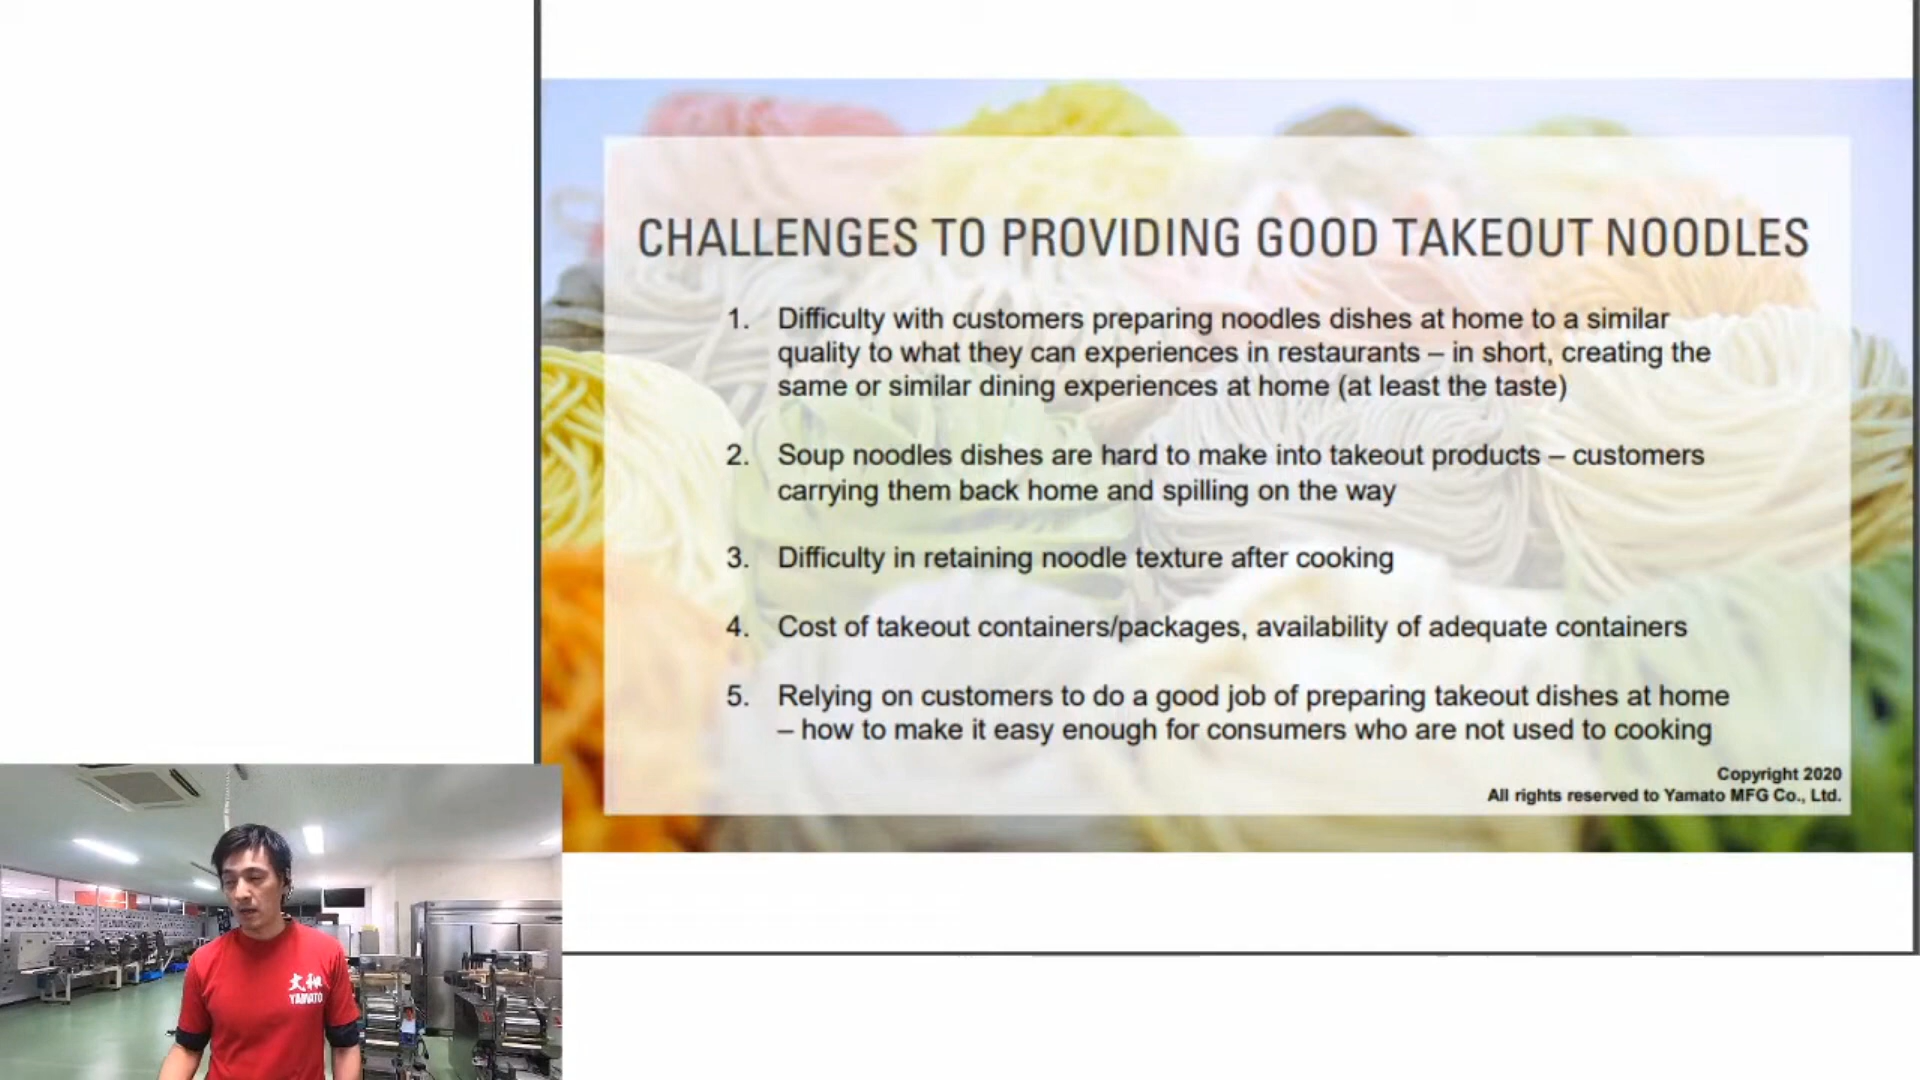 CHALLENGES TO PROVIDING GOOD TAKEOUT NOODLES
1. Difficulty with customers preparing noodles dishes at home to a similar
quality to what they can experiences in restaurants – in short, creating the
same or similar dining experiences at home (at least the taste)
2. Soup noodles dishes are hard to make into takeout products – customers
carrying them back home and spilling on the way
3. Difficulty in retaining noodle texture after cooking
4. Cost of takeout containers/packages, availability of adequate containers
5. Relying on customers to do a good job of preparing takeout dishes at home
– how to make it easy enough for consumers who are not used to cooking
Copyright 2020
All rights reserved to Yamato MFG Co., Ltd.
大和
YAMATO